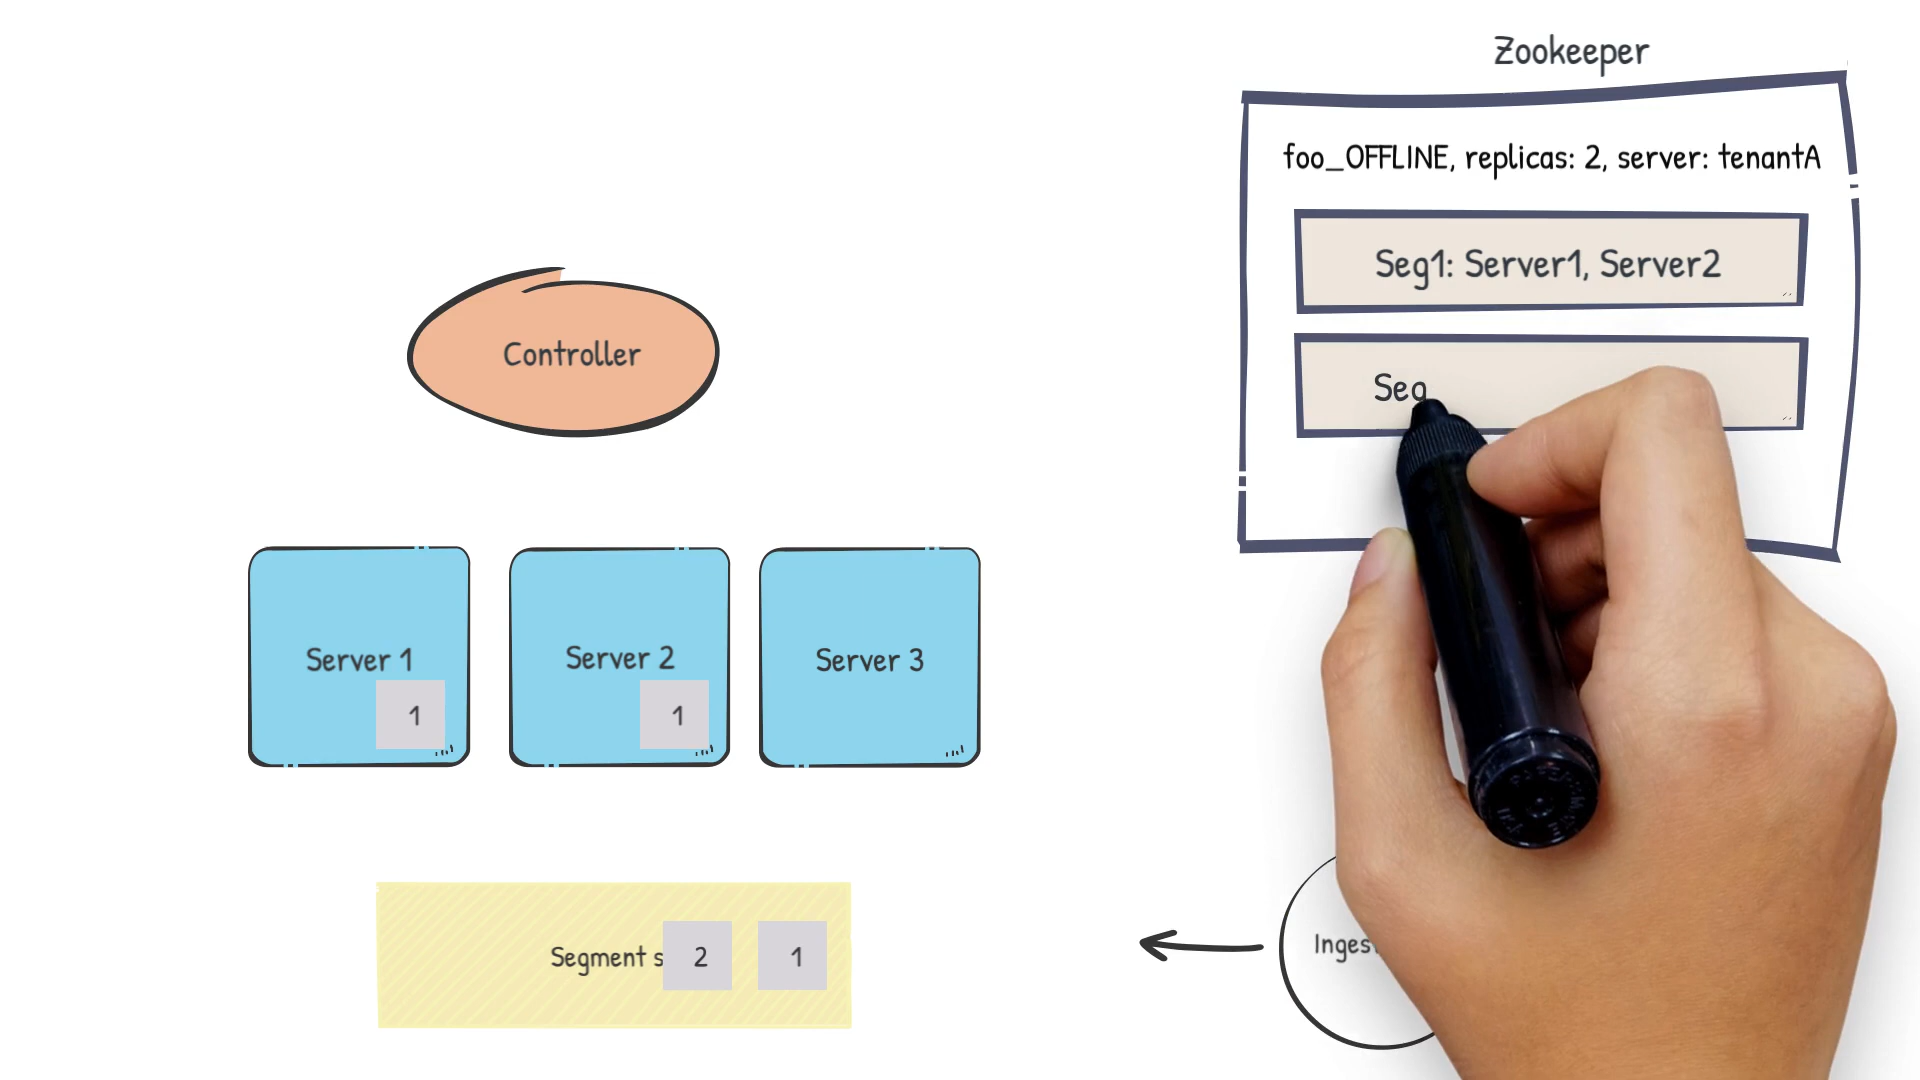 Zookeeper
foo_OFFLINE, replicas: 2, server: tenantA
Seg1: Server1, Server2
Seg
Controller
Server 1
1
Server 2
1
Server 3
Segment s
2
1